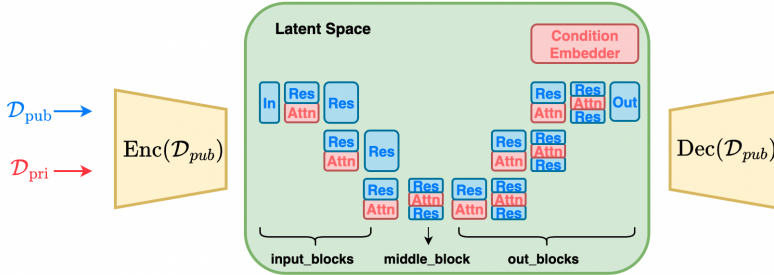 Latent Space
Condition
Embedder
𝒟_pub
𝒟_pri
Enc(𝒟_pub)
Dec(𝒟_pub)
In
Res
Attn
Res
Res
Attn
Res
Attn
Res
Out
Res
Attn
Res
Res
Attn
Res
Attn
Res
Res
Attn
Res
Attn
Res
Res
Attn
Res
Attn
Res
input_blocks
middle_block
out_blocks